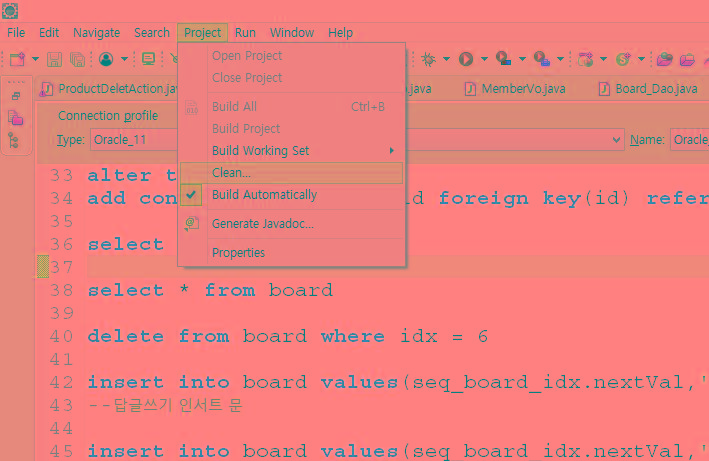 File Edit Navigate Search Project Run Window Help
Open Project
Close Project
Build All Ctrl+B
Build Project
Build Working Set
Clean...
Build Automatically
Generate Javadoc...
Properties
ProductDeletAction.j .java MemberVo.java Board_Dao.java
Connection profile
Type: Oracle_11 Name: Oracle
33 alter t
34 add con id foreign key(id) refer
35
36 select
37
38 select * from board
39
40 delete from board where idx = 6
41
42 insert into board values(seq_board_idx.nextVal,'
43 --답글쓰기 인서트 문
44
45 insert into board values(seq_board_idx.nextVal,'